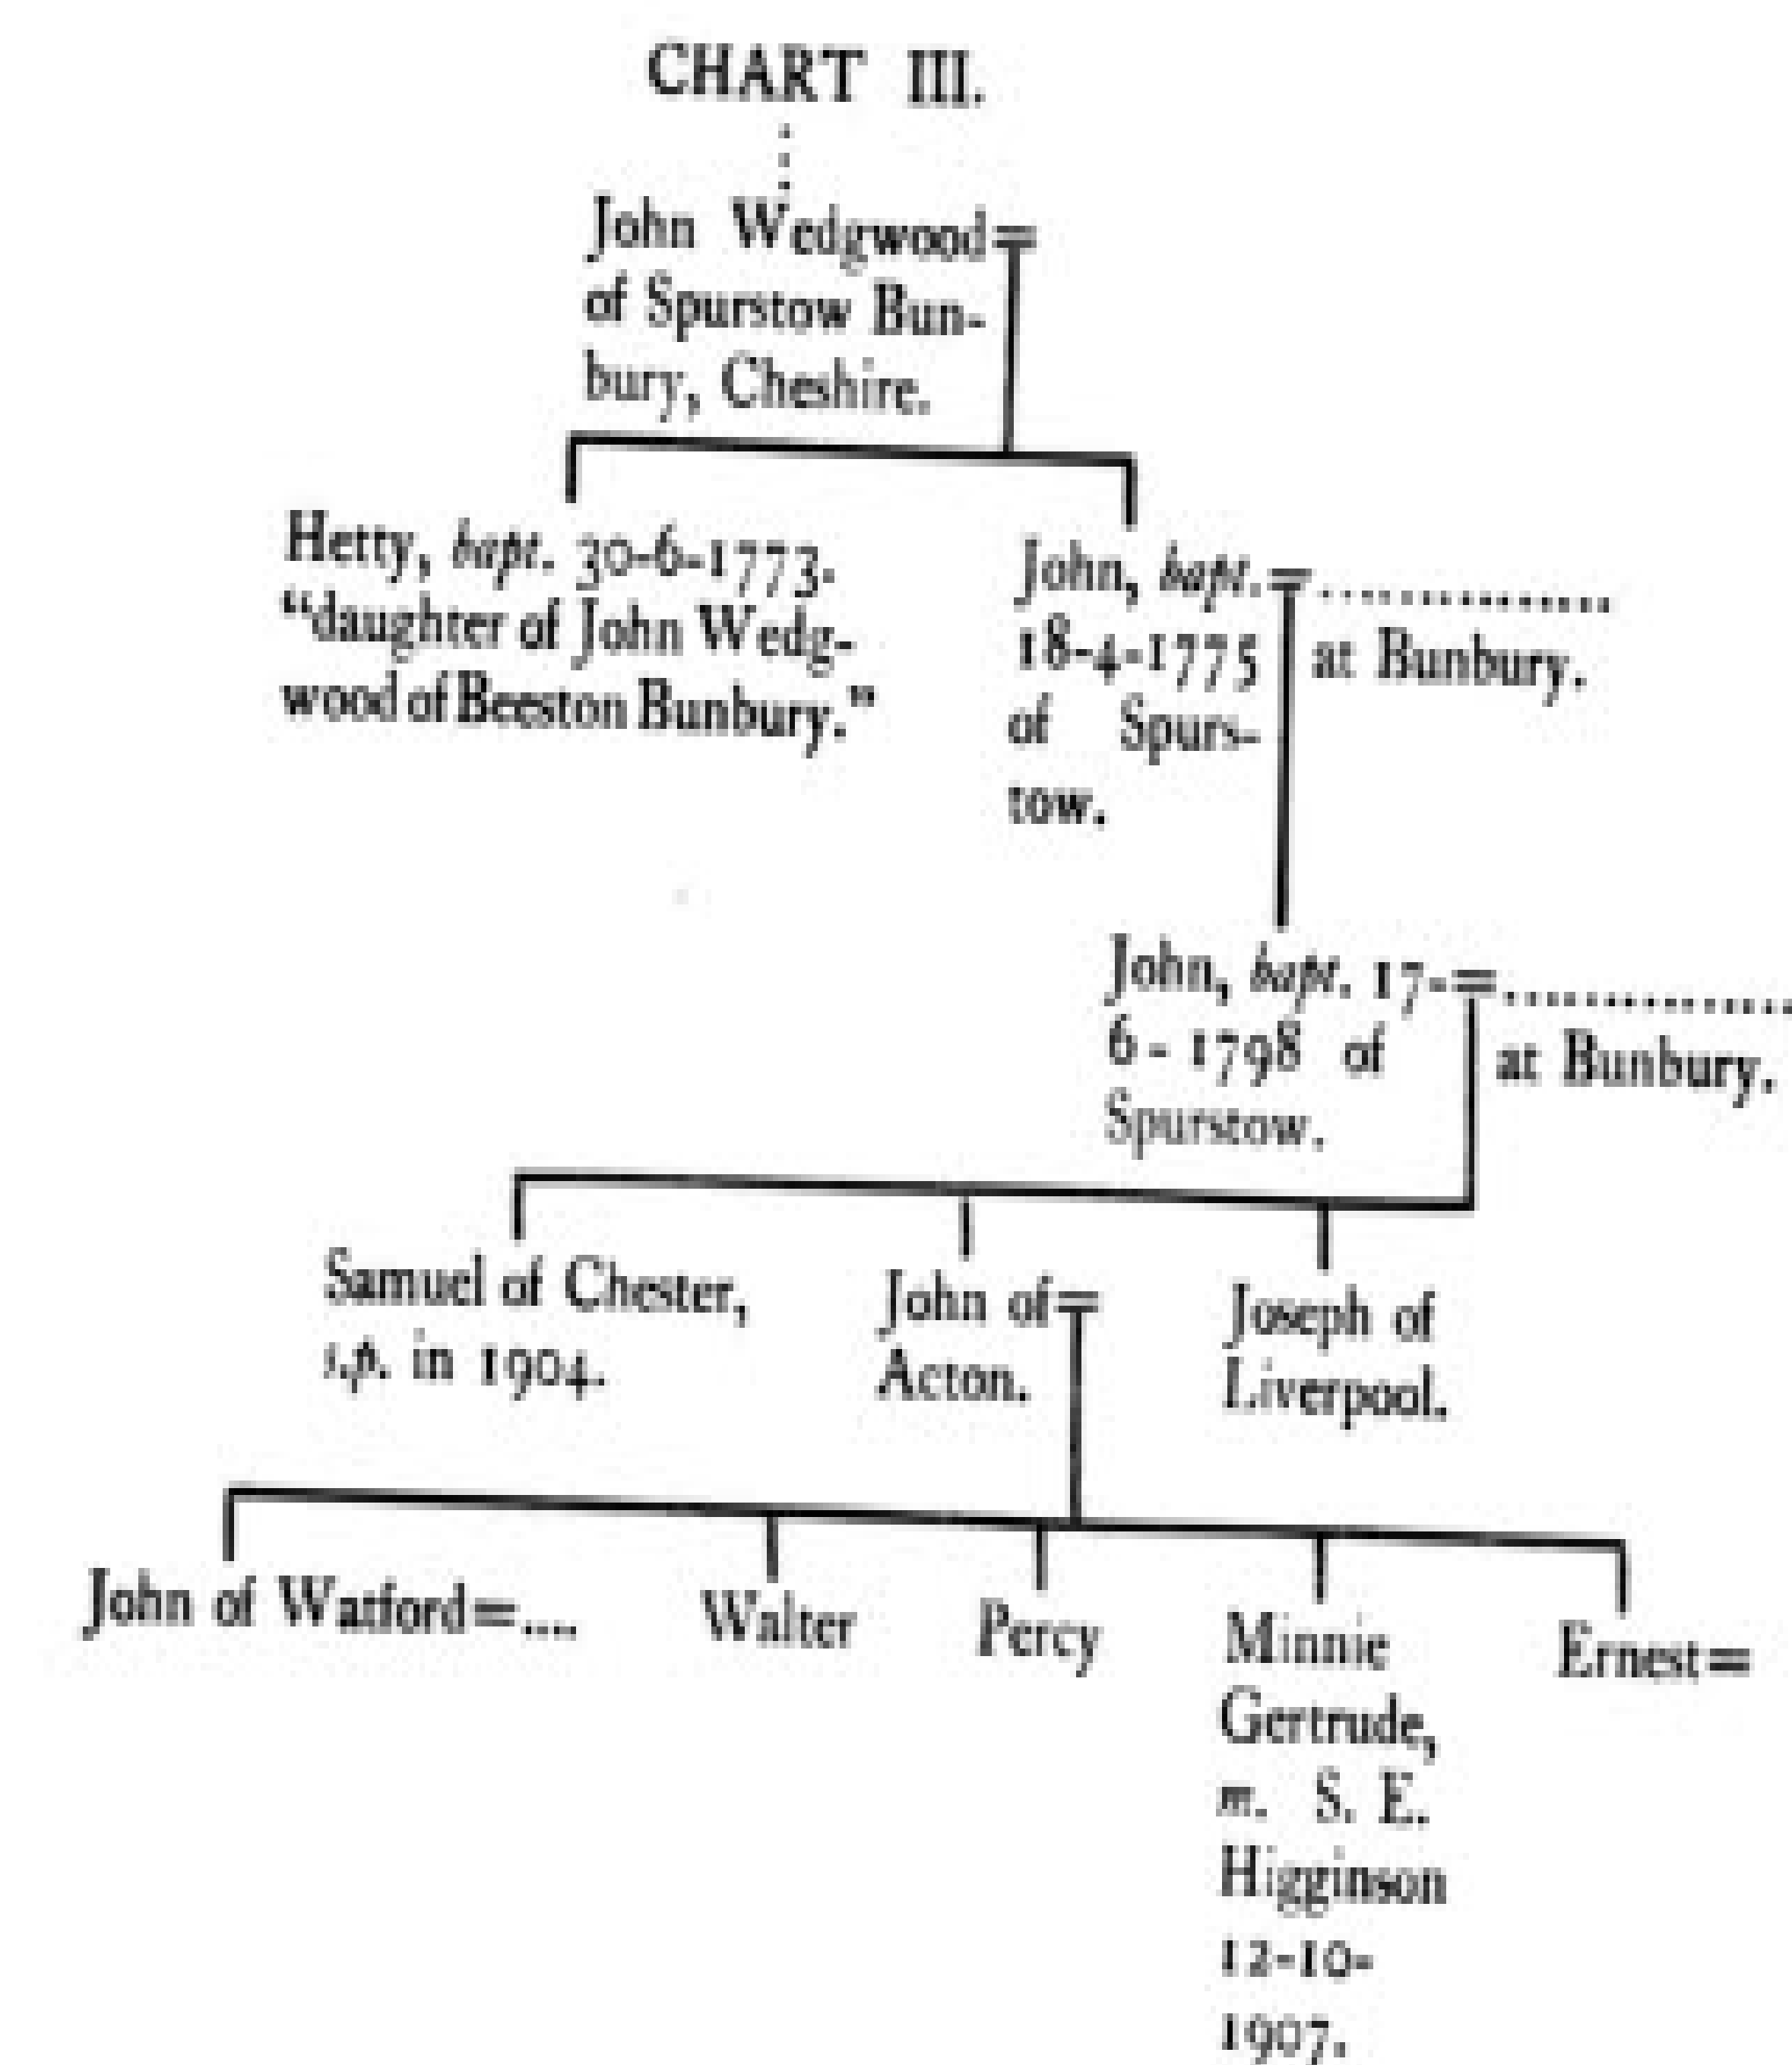 CHART III.
John Wedgwood=
of Spurstow Bun-
bury, Cheshire.
Hetty, bapt. 30-6-1773.
"daughter of John Wedg-
wood of Beeston Bunbury."
John, bapt.=..............
18-4-1775
of Spurs-
tow.
at Bunbury.
John, bapt. 17-=..............
6-1798 of
Spurstow.
at Bunbury.
Samuel of Chester,
s.p. in 1904.
John of=
Acton.
Joseph of
Liverpool.
John of Watford=....
Walter
Percy
Minnie
Gertrude,
m. S. E.
Higginson
12-10-
1907.
Ernest=